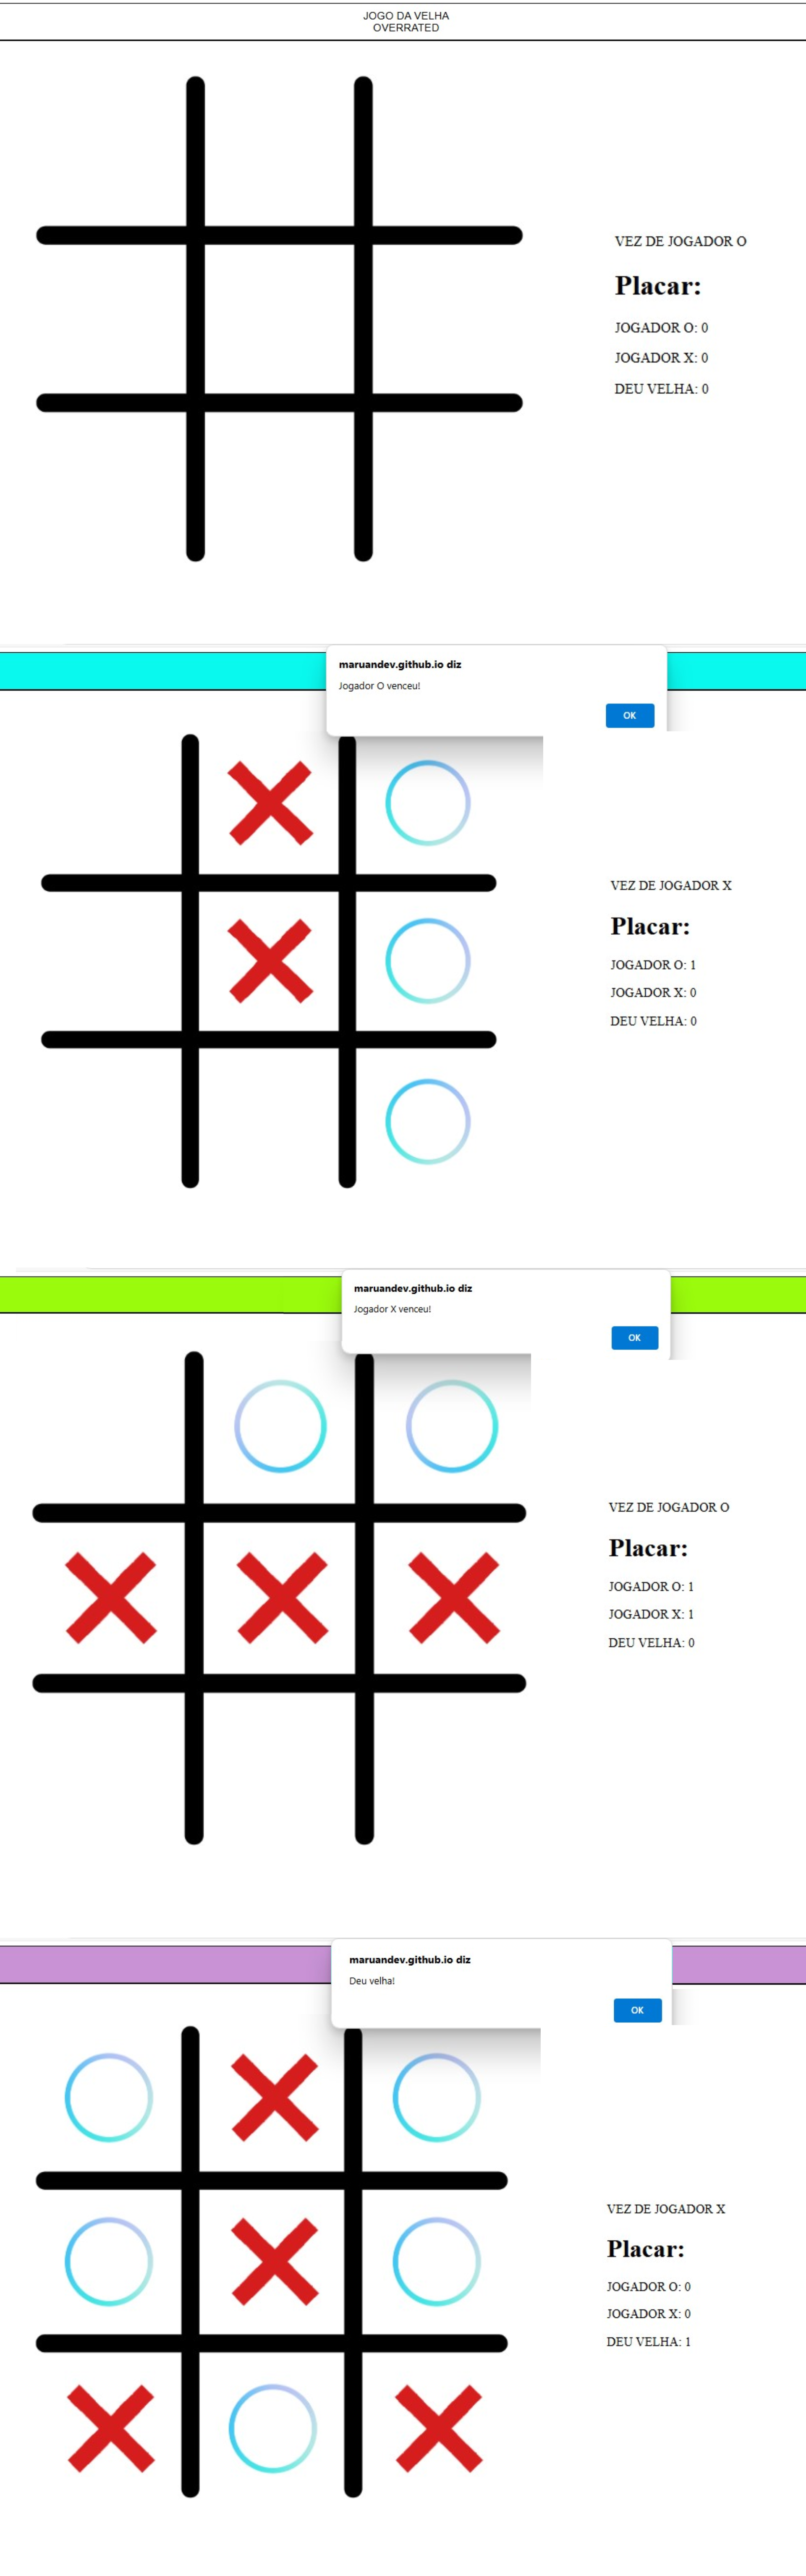 JOGO DA VELHA
OVERRATED
VEZ DE JOGADOR O
Placar:
JOGADOR O: 0
JOGADOR X: 0
DEU VELHA: 0
maruandev.github.io diz
Jogador O venceu!
OK
VEZ DE JOGADOR X
Placar:
JOGADOR O: 1
JOGADOR X: 0
DEU VELHA: 0
maruandev.github.io diz
Jogador X venceu!
OK
VEZ DE JOGADOR O
Placar:
JOGADOR O: 1
JOGADOR X: 1
DEU VELHA: 0
maruandev.github.io diz
Deu velha!
OK
VEZ DE JOGADOR X
Placar:
JOGADOR O: 0
JOGADOR X: 0
DEU VELHA: 1